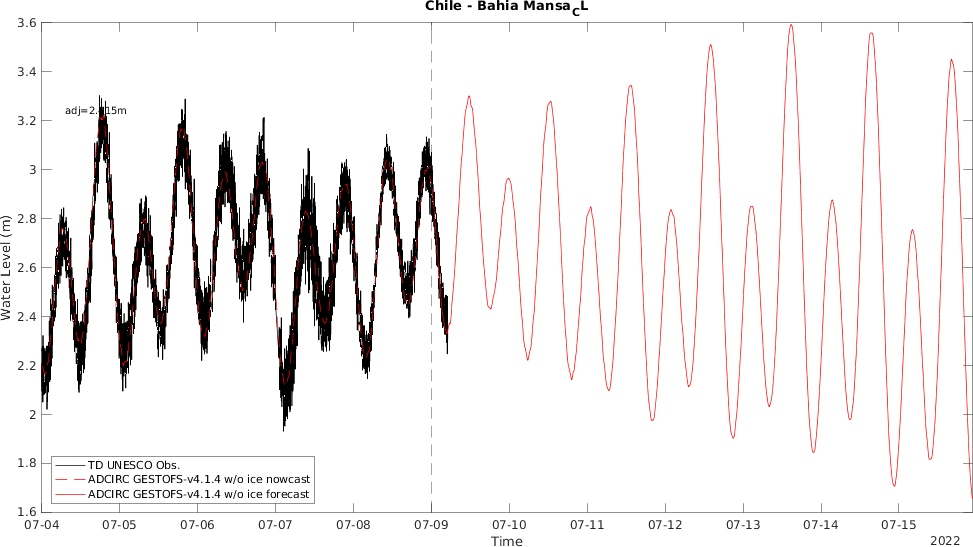 Chile - Bahia Mansa_CL
3.6
3.4
3.2
3
2.8
2.6
2.4
2.2
2
1.8
1.6
Water Level (m)
TD UNESCO Obs.
ADCIRC GESTOFS-v4.1.4 w/o ice nowcast
ADCIRC GESTOFS-v4.1.4 w/o ice forecast
07-04 07-05 07-06 07-07 07-08 07-09 07-10 07-11 07-12 07-13 07-14 07-15
Time
2022